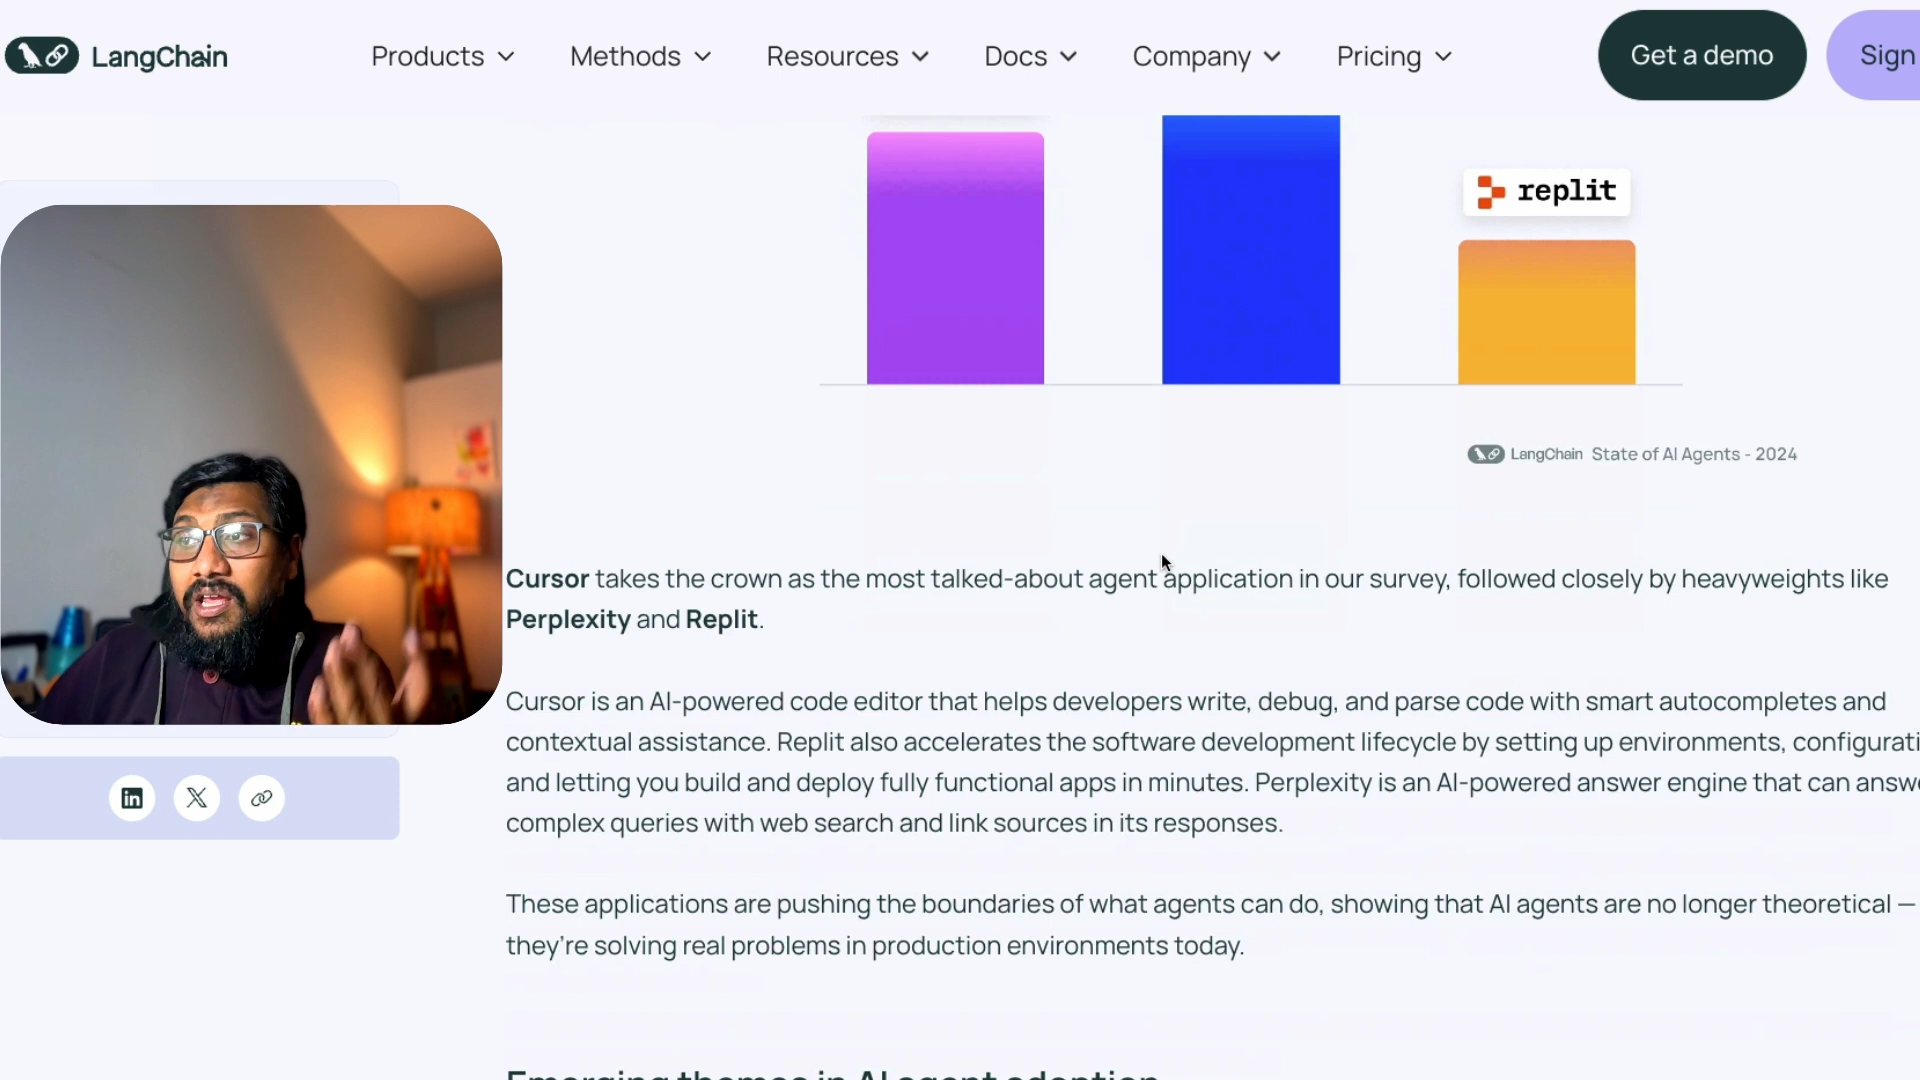 LangChain Products Methods Resources Docs Company Pricing Get a demo Sign
replit
LangChain State of AI Agents - 2024
Cursor takes the crown as the most talked-about agent application in our survey, followed closely by heavyweights like
Perplexity and Replit.
Cursor is an AI-powered code editor that helps developers write, debug, and parse code with smart autocompletes and
contextual assistance. Replit also accelerates the software development lifecycle by setting up environments,
and letting you build and deploy fully functional apps in minutes. Perplexity is an AI-powered answer engine that can
complex queries with web search and link sources in its responses.
These applications are pushing the boundaries of what agents can do, showing that AI agents are no longer theoretical —
they're solving real problems in production environments today.
Emerging themes in AI agent adoption